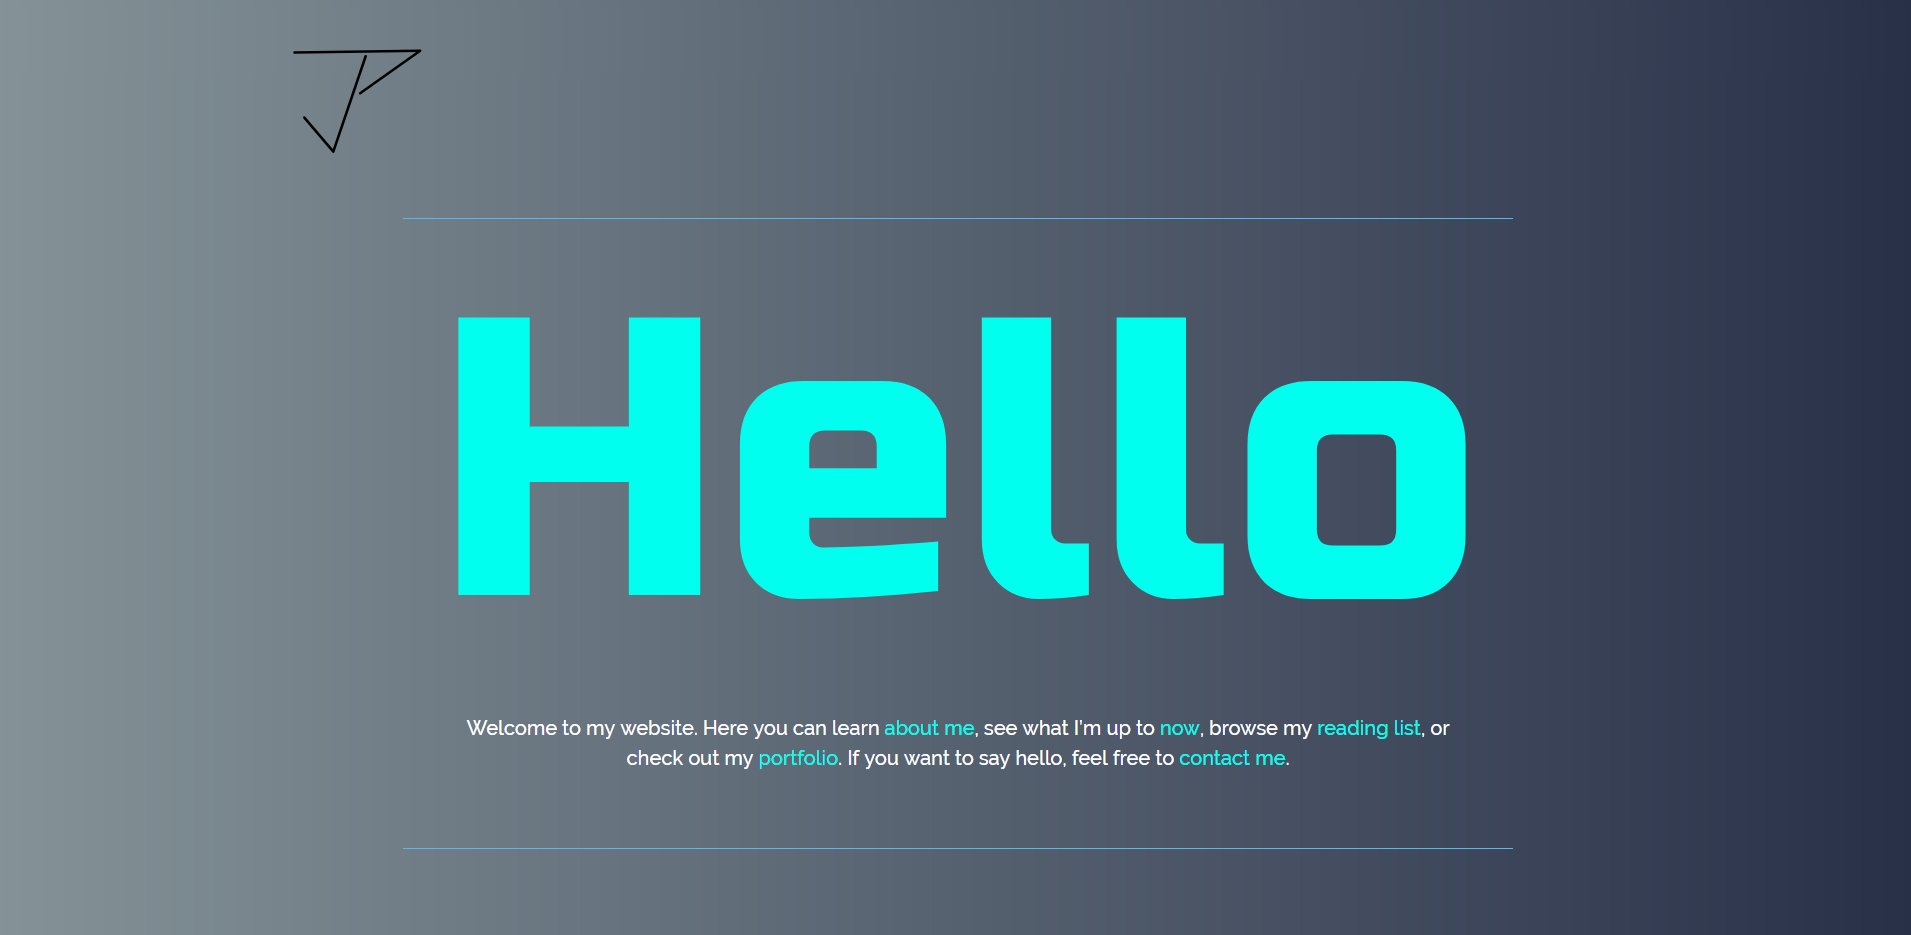 Hello
Welcome to my website. Here you can learn about me, see what I'm up to now, browse my reading list, or
check out my portfolio. If you want to say hello, feel free to contact me.